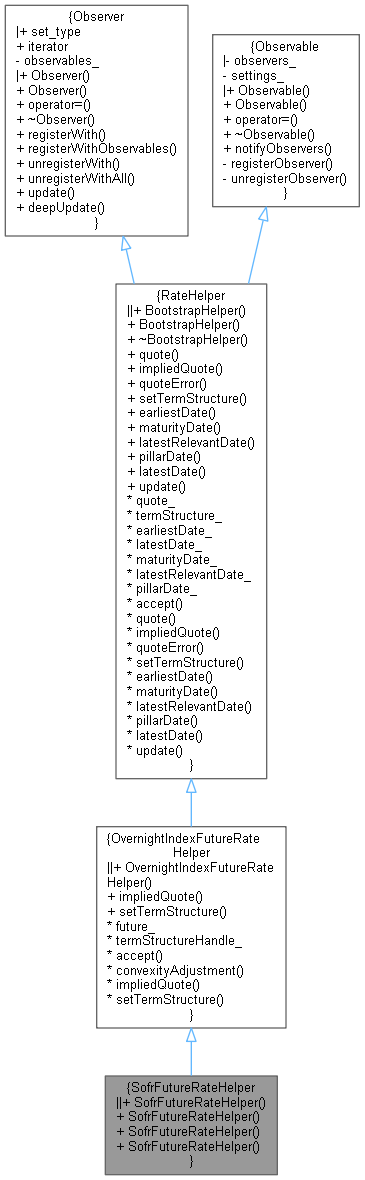 {Observer
|+ set_type
+ iterator
- observables_
|+ Observer()
+ Observer()
+ operator=()
+ ~Observer()
+ registerWith()
+ registerWithObservables()
+ unregisterWith()
+ unregisterWithAll()
+ update()
+ deepUpdate()
}
{Observable
|- observers_
- settings_
|+ Observable()
+ Observable()
+ operator=()
+ ~Observable()
+ notifyObservers()
- registerObserver()
- unregisterObserver()
}
{RateHelper
||+ BootstrapHelper()
+ BootstrapHelper()
+ ~BootstrapHelper()
+ quote()
+ impliedQuote()
+ quoteError()
+ setTermStructure()
+ earliestDate()
+ maturityDate()
+ latestRelevantDate()
+ pillarDate()
+ latestDate()
+ update()
* quote_
* termStructure_
* earliestDate_
* latestDate_
* maturityDate_
* latestRelevantDate_
* pillarDate_
* accept()
* quote()
* impliedQuote()
* quoteError()
* setTermStructure()
* earliestDate()
* maturityDate()
* latestRelevantDate()
* pillarDate()
* latestDate()
* update()
}
{OvernightIndexFutureRate
Helper
||+ OvernightIndexFutureRate
Helper()
+ impliedQuote()
+ setTermStructure()
* future_
* termStructureHandle_
* accept()
* convexityAdjustment()
* impliedQuote()
* setTermStructure()
}
{SofrFutureRateHelper
||+ SofrFutureRateHelper()
+ SofrFutureRateHelper()
+ SofrFutureRateHelper()
+ SofrFutureRateHelper()
}